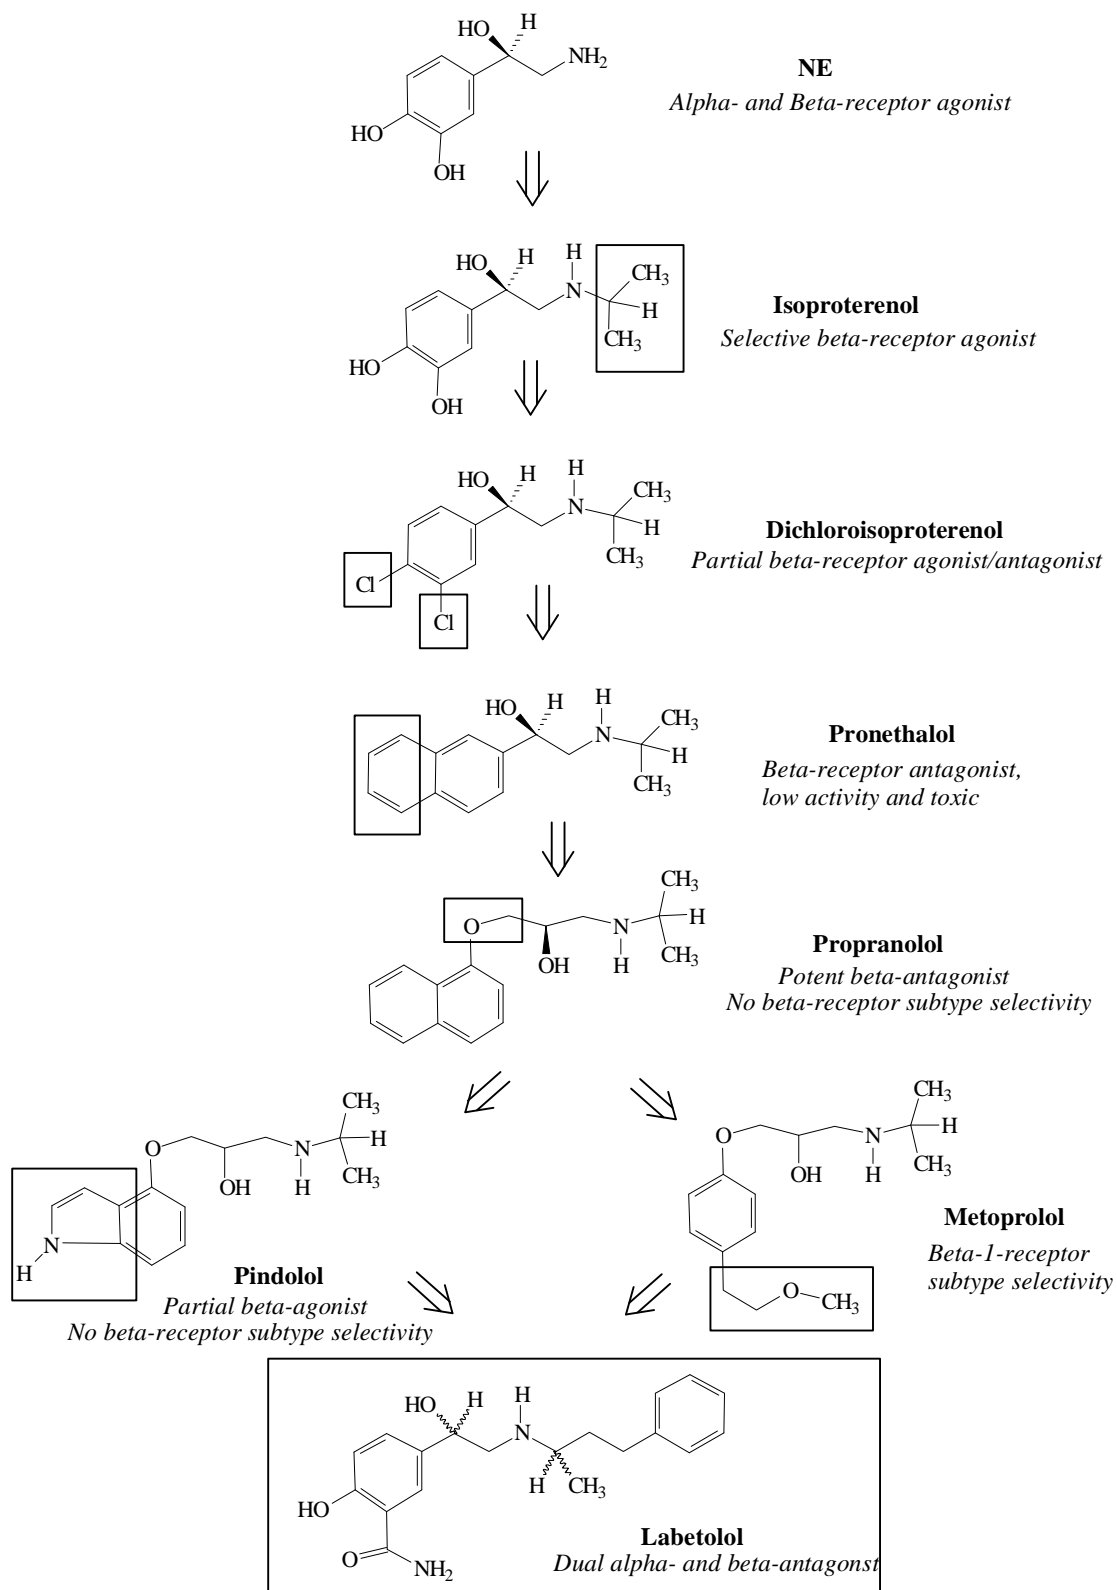 HO
H
NH2
HO
OH
NE
Alpha- and Beta-receptor agonist
HO
H
H
N
CH3
H
CH3
HO
OH
Isoproterenol
Selective beta-receptor agonist
HO
H
H
N
CH3
H
CH3
Cl
Cl
Dichloroisoproterenol
Partial beta-receptor agonist/antagonist
HO
H
H
N
CH3
H
CH3
Pronethalol
Beta-receptor antagonist,
low activity and toxic
O
OH
N
H
CH3
H
CH3
Propranolol
Potent beta-antagonist
No beta-receptor subtype selectivity
O
OH
N
H
CH3
H
CH3
N
H
Pindolol
Partial beta-agonist
No beta-receptor subtype selectivity
O
OH
N
H
CH3
H
CH3
O
CH3
Metoprolol
Beta-1-receptor
subtype selectivity
HO
H
H
N
H
CH3
HO
O
NH2
Labetolol
Dual alpha- and beta-antagonst